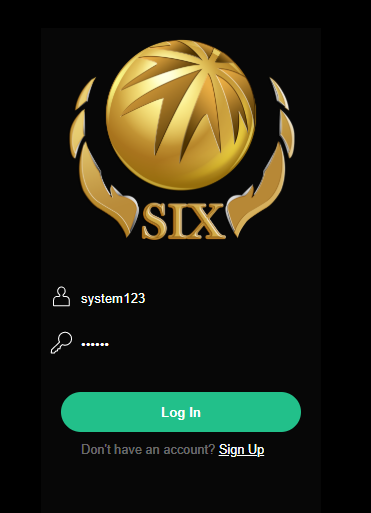 SIX
system123
••••••
Log In
Don't have an account? Sign Up